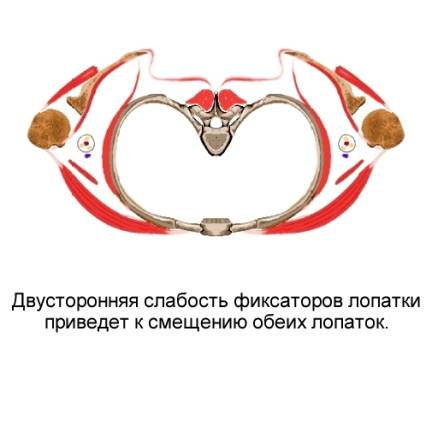 Двусторонняя слабость фиксаторов лопатки
приведет к смещению обеих лопаток.